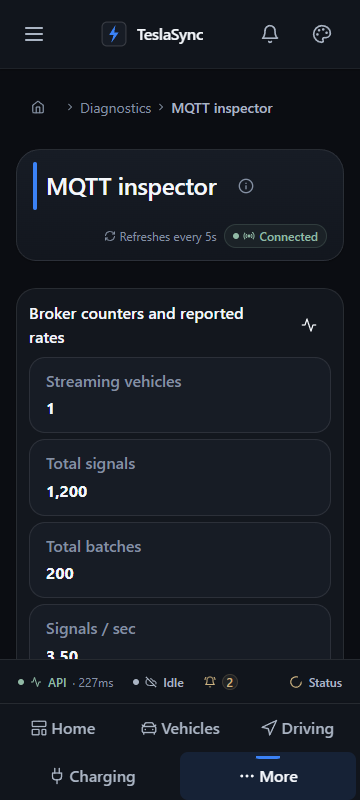 TeslaSync
Diagnostics
MQTT inspector
MQTT inspector
Refreshes every 5s
Connected
Broker counters and reported
rates
Streaming vehicles
1
Total signals
1,200
Total batches
200
Signals / sec
3.50
API · 227ms
Idle
2
Status
Home
Vehicles
Driving
Charging
More